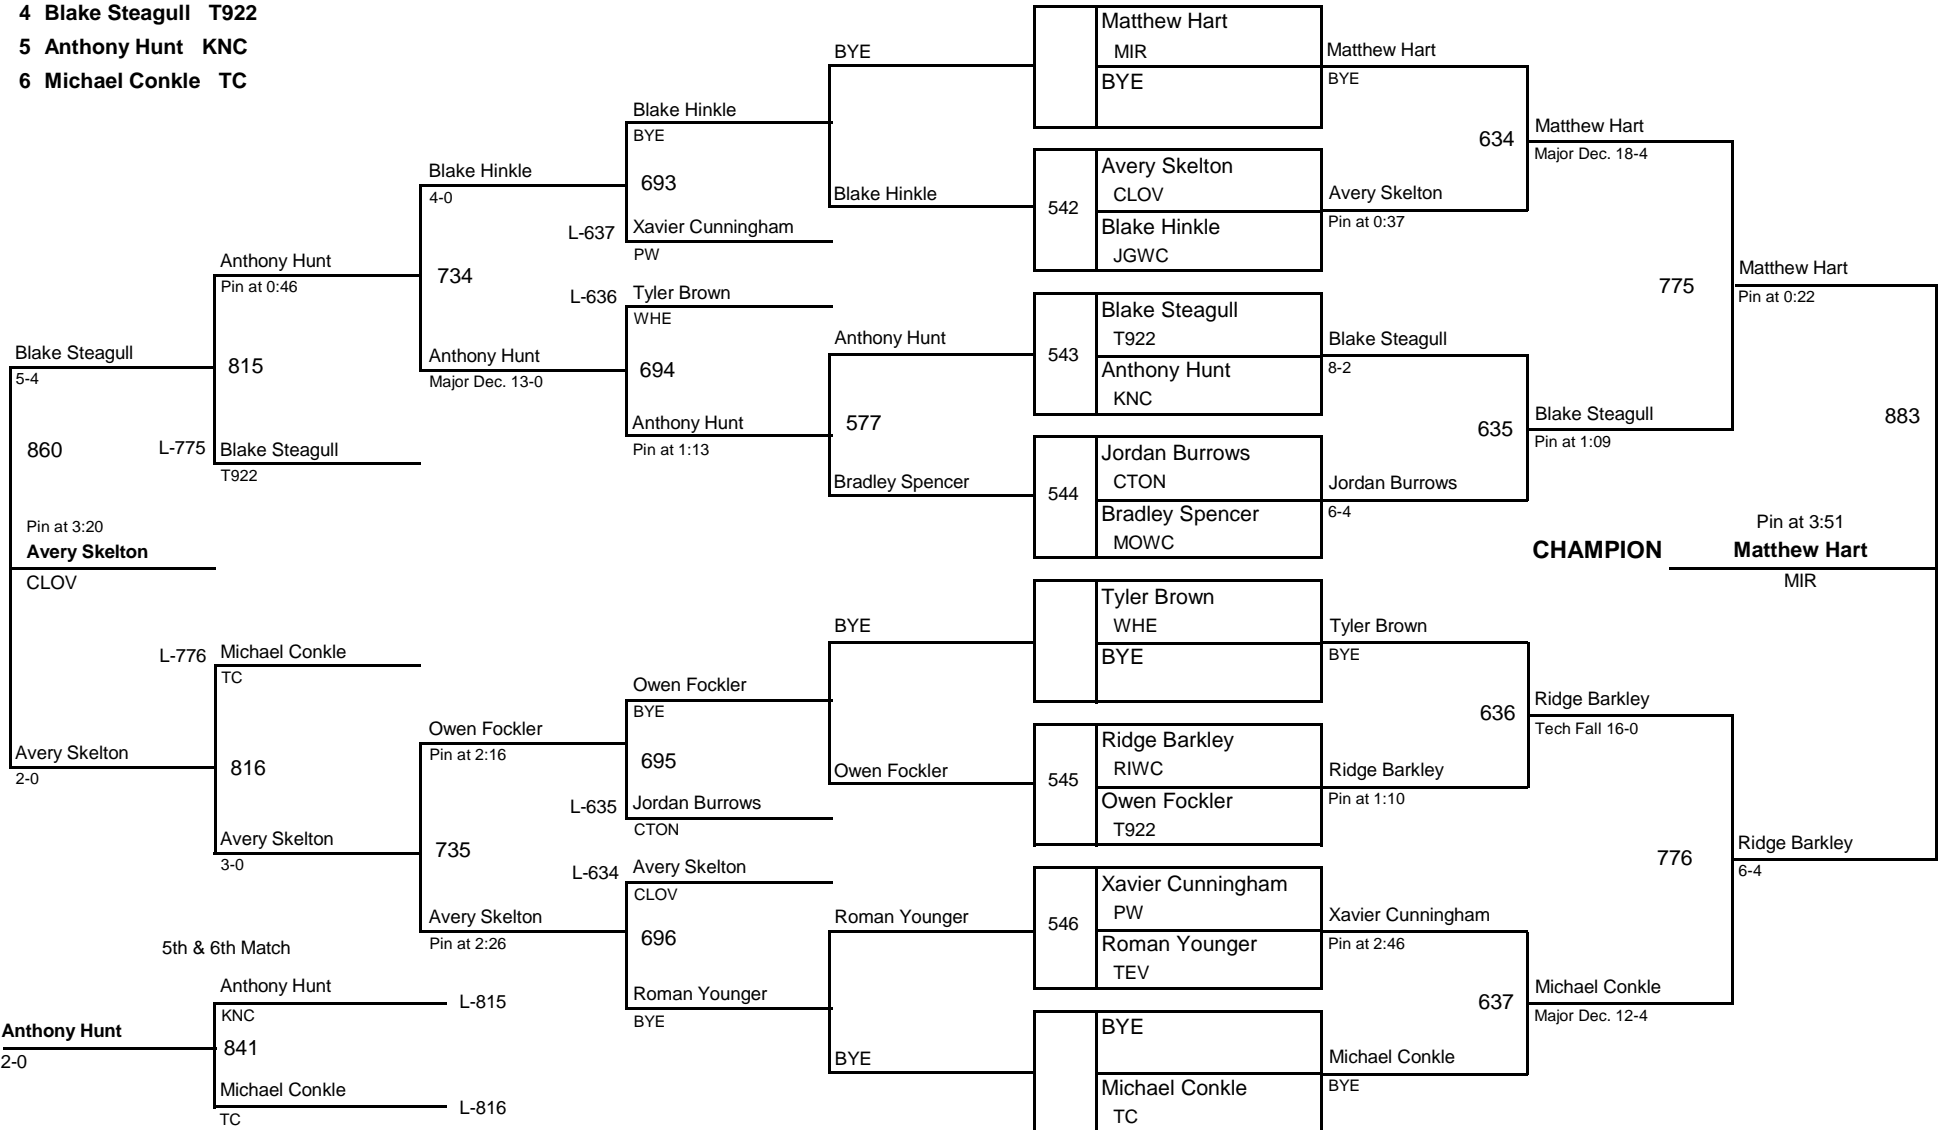 4 Blake Steagull T922
5 Anthony Hunt KNC
6 Michael Conkle TC
Blake Steagull
5-4
860
Pin at 3:20
Avery Skelton
CLOV
Avery Skelton
2-0
Anthony Hunt
Pin at 0:46
815
L-775 Blake Steagull
T922
L-776 Michael Conkle
TC
816
Avery Skelton
3-0
5th & 6th Match
Anthony Hunt
KNC
L-815
Anthony Hunt
2-0
841
Michael Conkle
TC
L-816
Blake Hinkle
4-0
734
Anthony Hunt
Major Dec. 13-0
Owen Fockler
Pin at 2:16
735
Avery Skelton
Pin at 2:26
Blake Hinkle
BYE
693
L-637 Xavier Cunningham
PW
L-636 Tyler Brown
WHE
694
Anthony Hunt
Pin at 1:13
Owen Fockler
BYE
695
L-635 Jordan Burrows
CTON
L-634 Avery Skelton
CLOV
696
Roman Younger
BYE
BYE
Blake Hinkle
Anthony Hunt
577
Bradley Spencer
BYE
Owen Fockler
Roman Younger
BYE
Matthew Hart
MIR
BYE
542
Avery Skelton
CLOV
Blake Hinkle
JGWC
543
Blake Steagull
T922
Anthony Hunt
KNC
544
Jordan Burrows
CTON
Bradley Spencer
MOWC
Tyler Brown
WHE
BYE
545
Ridge Barkley
RIWC
Owen Fockler
T922
546
Xavier Cunningham
PW
Roman Younger
TEV
BYE
Michael Conkle
TC
Matthew Hart
BYE
634
Avery Skelton
Pin at 0:37
Blake Steagull
8-2
635
Jordan Burrows
6-4
Tyler Brown
BYE
636
Ridge Barkley
Pin at 1:10
Xavier Cunningham
Pin at 2:46
637
Michael Conkle
BYE
Matthew Hart
Major Dec. 18-4
775
Blake Steagull
Pin at 1:09
Ridge Barkley
Tech Fall 16-0
776
Michael Conkle
Major Dec. 12-4
Matthew Hart
Pin at 0:22
883
Pin at 3:51
CHAMPION Matthew Hart
MIR
Ridge Barkley
6-4